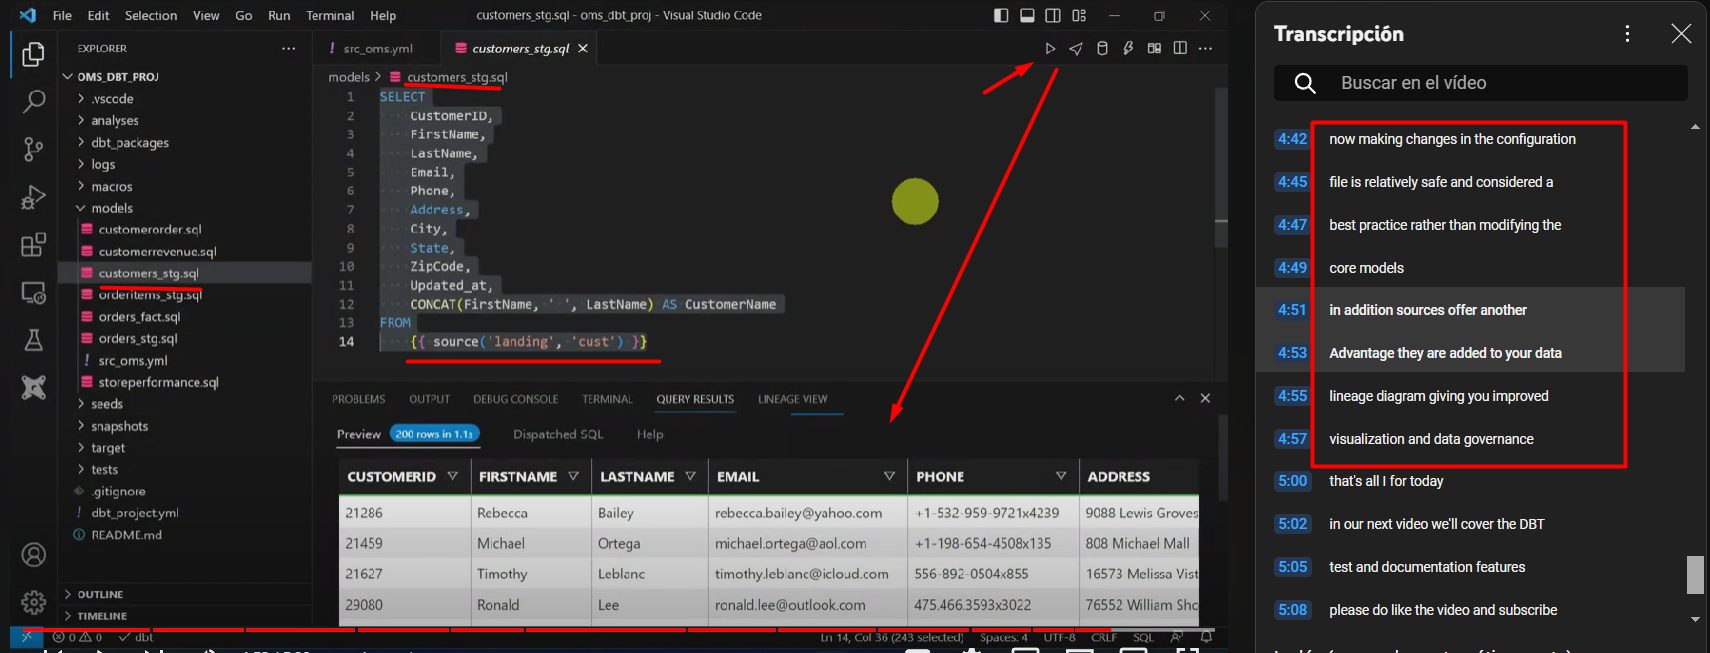 File Edit Selection View Go Run Terminal Help
customers_stg.sql - oms_dbt_proj - Visual Studio Code
EXPLORER
OMS_DBT_PROJ
.vscode
analyses
dbt_packages
logs
macros
models
customerorder.sql
customerrevenue.sql
customers_stg.sql
orderitems_stg.sql
orders_fact.sql
orders_stg.sql
! src_oms.yml
storeperformance.sql
seeds
snapshots
target
tests
.gitignore
! dbt_project.yml
README.md
OUTLINE
TIMELINE
! src_oms.yml
customers_stg.sql
models > customers_stg.sql
1 SELECT
2 CustomerID,
3 FirstName,
4 LastName,
5 Email,
6 Phone,
7 Address,
8 City,
9 State,
10 ZipCode,
11 Updated_at,
12 CONCAT(FirstName, ' ', LastName) AS CustomerName
13 FROM
14 {{ source('landing', 'cust') }}
PROBLEMS OUTPUT DEBUG CONSOLE TERMINAL QUERY RESULTS LINEAGE VIEW
Preview 200 rows in 1.1s Dispatched SQL Help
CUSTOMERID FIRSTNAME LASTNAME EMAIL PHONE ADDRESS
21286 Rebecca Bailey rebecca.bailey@yahoo.com +1-532-959-9721x4239 9088 Lewis Groves
21459 Michael Ortega michael.ortega@aol.com +1-198-654-4508x135 808 Michael Mall
21627 Timothy Leblanc timothy.leblanc@icloud.com 556-892-0504x855 16573 Melissa Vist
29080 Ronald Lee ronald.lee@outlook.com 475.466.3593x3022 76552 William Sho
0 0 dbt
Ln 14, Col 36 (243 selected) Spaces: 4 UTF-8 CRLF SQL
Transcripción
Buscar en el vídeo
4:42 now making changes in the configuration
4:45 file is relatively safe and considered a
4:47 best practice rather than modifying the
4:49 core models
4:51 in addition sources offer another
4:53 Advantage they are added to your data
4:55 lineage diagram giving you improved
4:57 visualization and data governance
5:00 that's all I for today
5:02 in our next video we'll cover the DBT
5:05 test and documentation features
5:08 please do like the video and subscribe